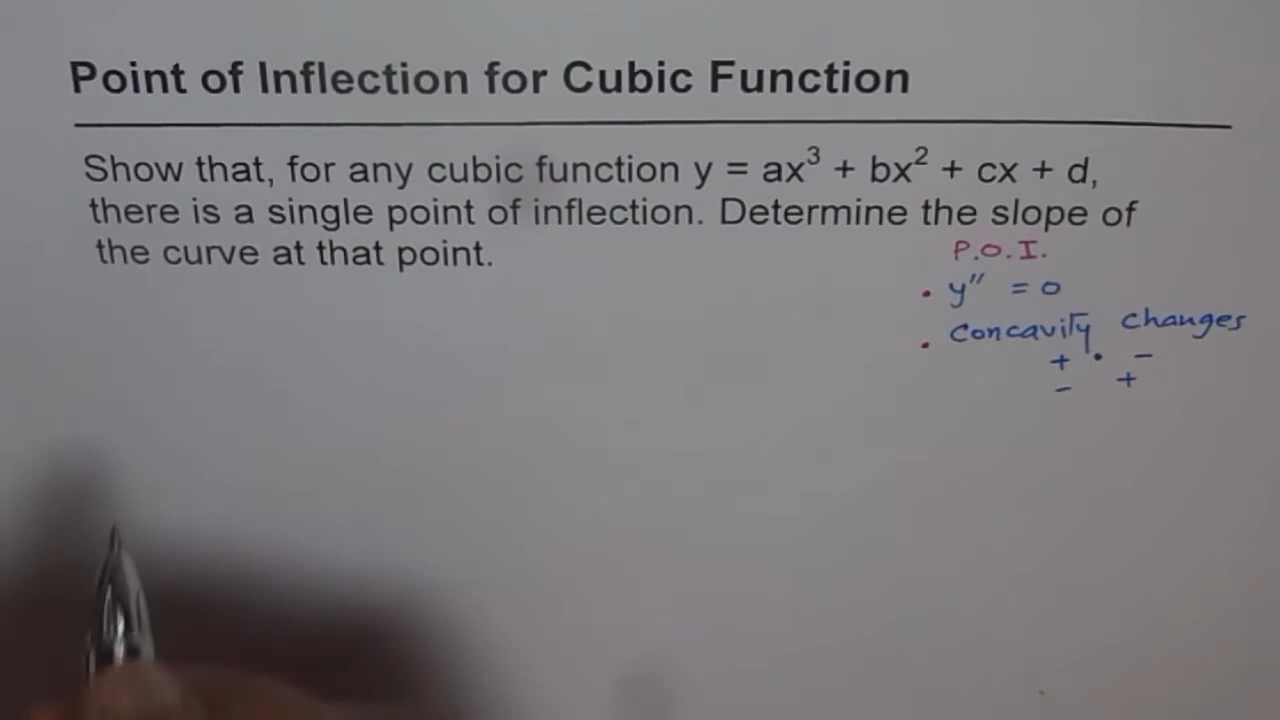 Point of Inflection for Cubic Function
Show that, for any cubic function y = ax³ + bx² + cx + d,
there is a single point of inflection. Determine the slope of
the curve at that point.
P.O.I.
• y" = 0
• Concavity changes
+ • −
− +